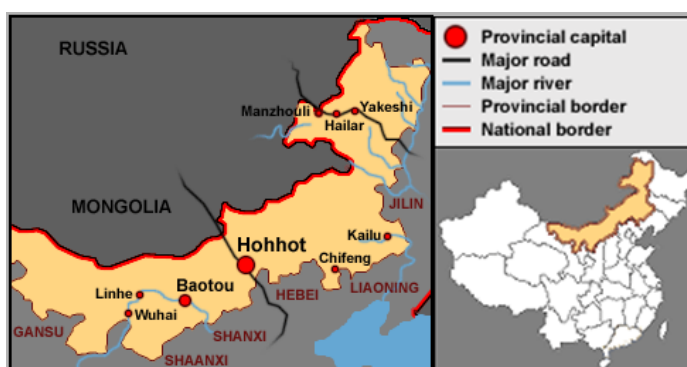 RUSSIA
Manzhouli
Yakeshi
Hailar
MONGOLIA
JILIN
Kailu
Hohhot
Chifeng
Linhe
Baotou
HEBEI
LIAONING
Wuhai
GANSU
SHANXI
SHAANXI
Provincial capital
Major road
Major river
Provincial border
National border